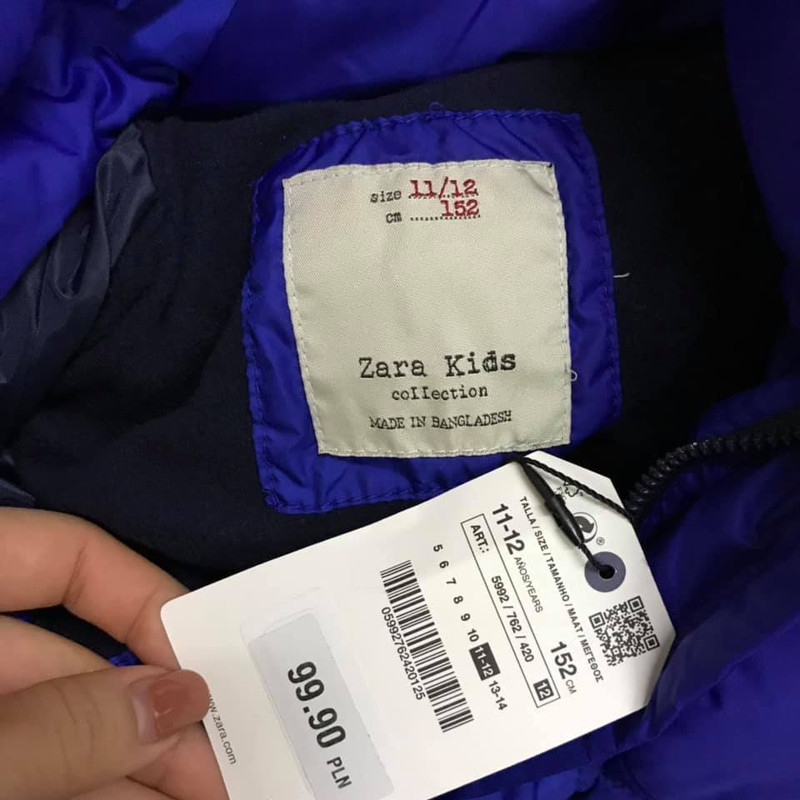 size 11/12
cm 152
Zara Kids
collection
MADE IN BANGLADESH
TALLA / SIZE / TAMANHO / MAAT / ΜΕΓΕΘΟΣ
11-12 AÑOS/YEARS
152 CM
ART.: 5992 / 762 / 420 12
5 6 7 8 9 10 11-12 13-14
05992762420125
99.90 PLN
www.zara.com